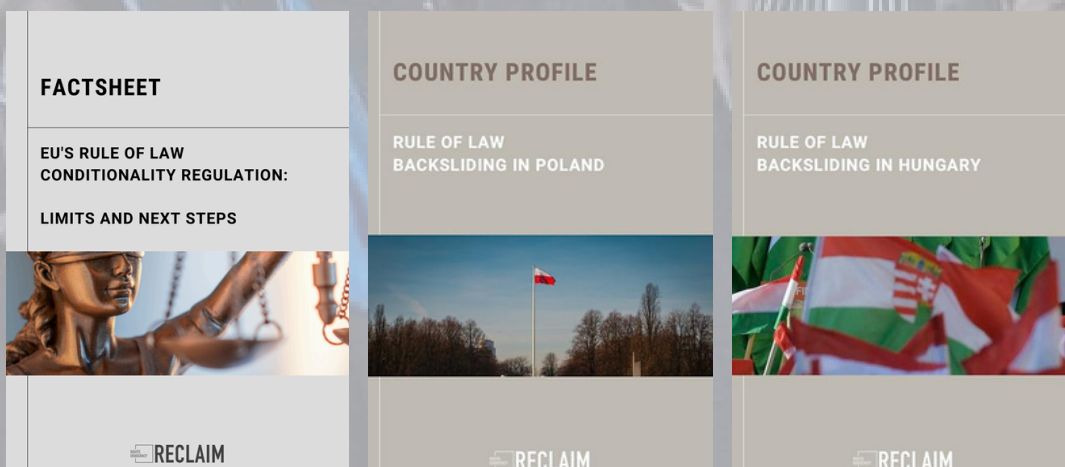 FACTSHEET
EU'S RULE OF LAW
CONDITIONALITY REGULATION:
LIMITS AND NEXT STEPS
RECLAIM
COUNTRY PROFILE
RULE OF LAW
BACKSLIDING IN POLAND
RECLAIM
COUNTRY PROFILE
RULE OF LAW
BACKSLIDING IN HUNGARY
RECLAIM